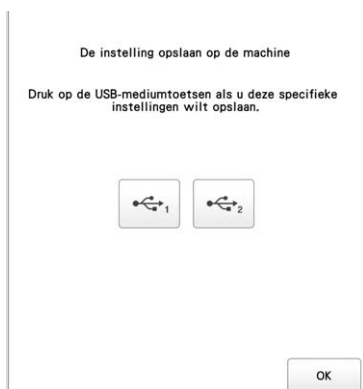 De instelling opslaan op de machine
Druk op de USB-mediumtoetsen als u deze specifieke
instellingen wilt opslaan.
1 2
OK